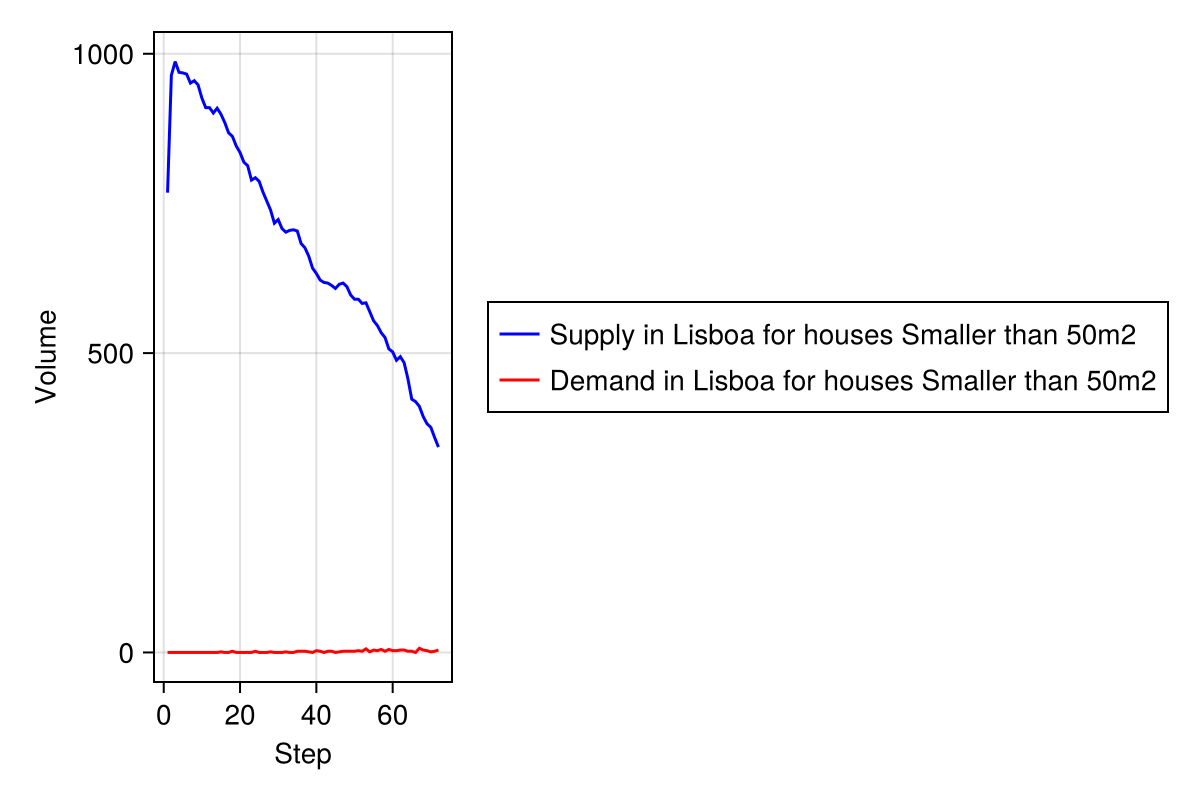 1000
500
0
Volume
0 20 40 60
Step
Supply in Lisboa for houses Smaller than 50m2
Demand in Lisboa for houses Smaller than 50m2